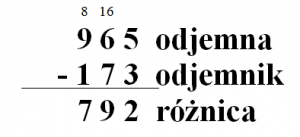 8 16
965 odjemna
- 173 odjemnik
792 różnica